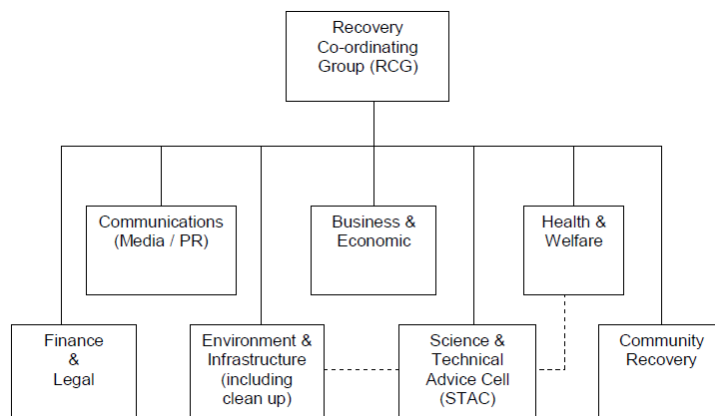 Recovery
Co-ordinating
Group (RCG)
Communications
(Media / PR)
Business &
Economic
Health &
Welfare
Finance
&
Legal
Environment &
Infrastructure
(including
clean up)
Science &
Technical
Advice Cell
(STAC)
Community
Recovery